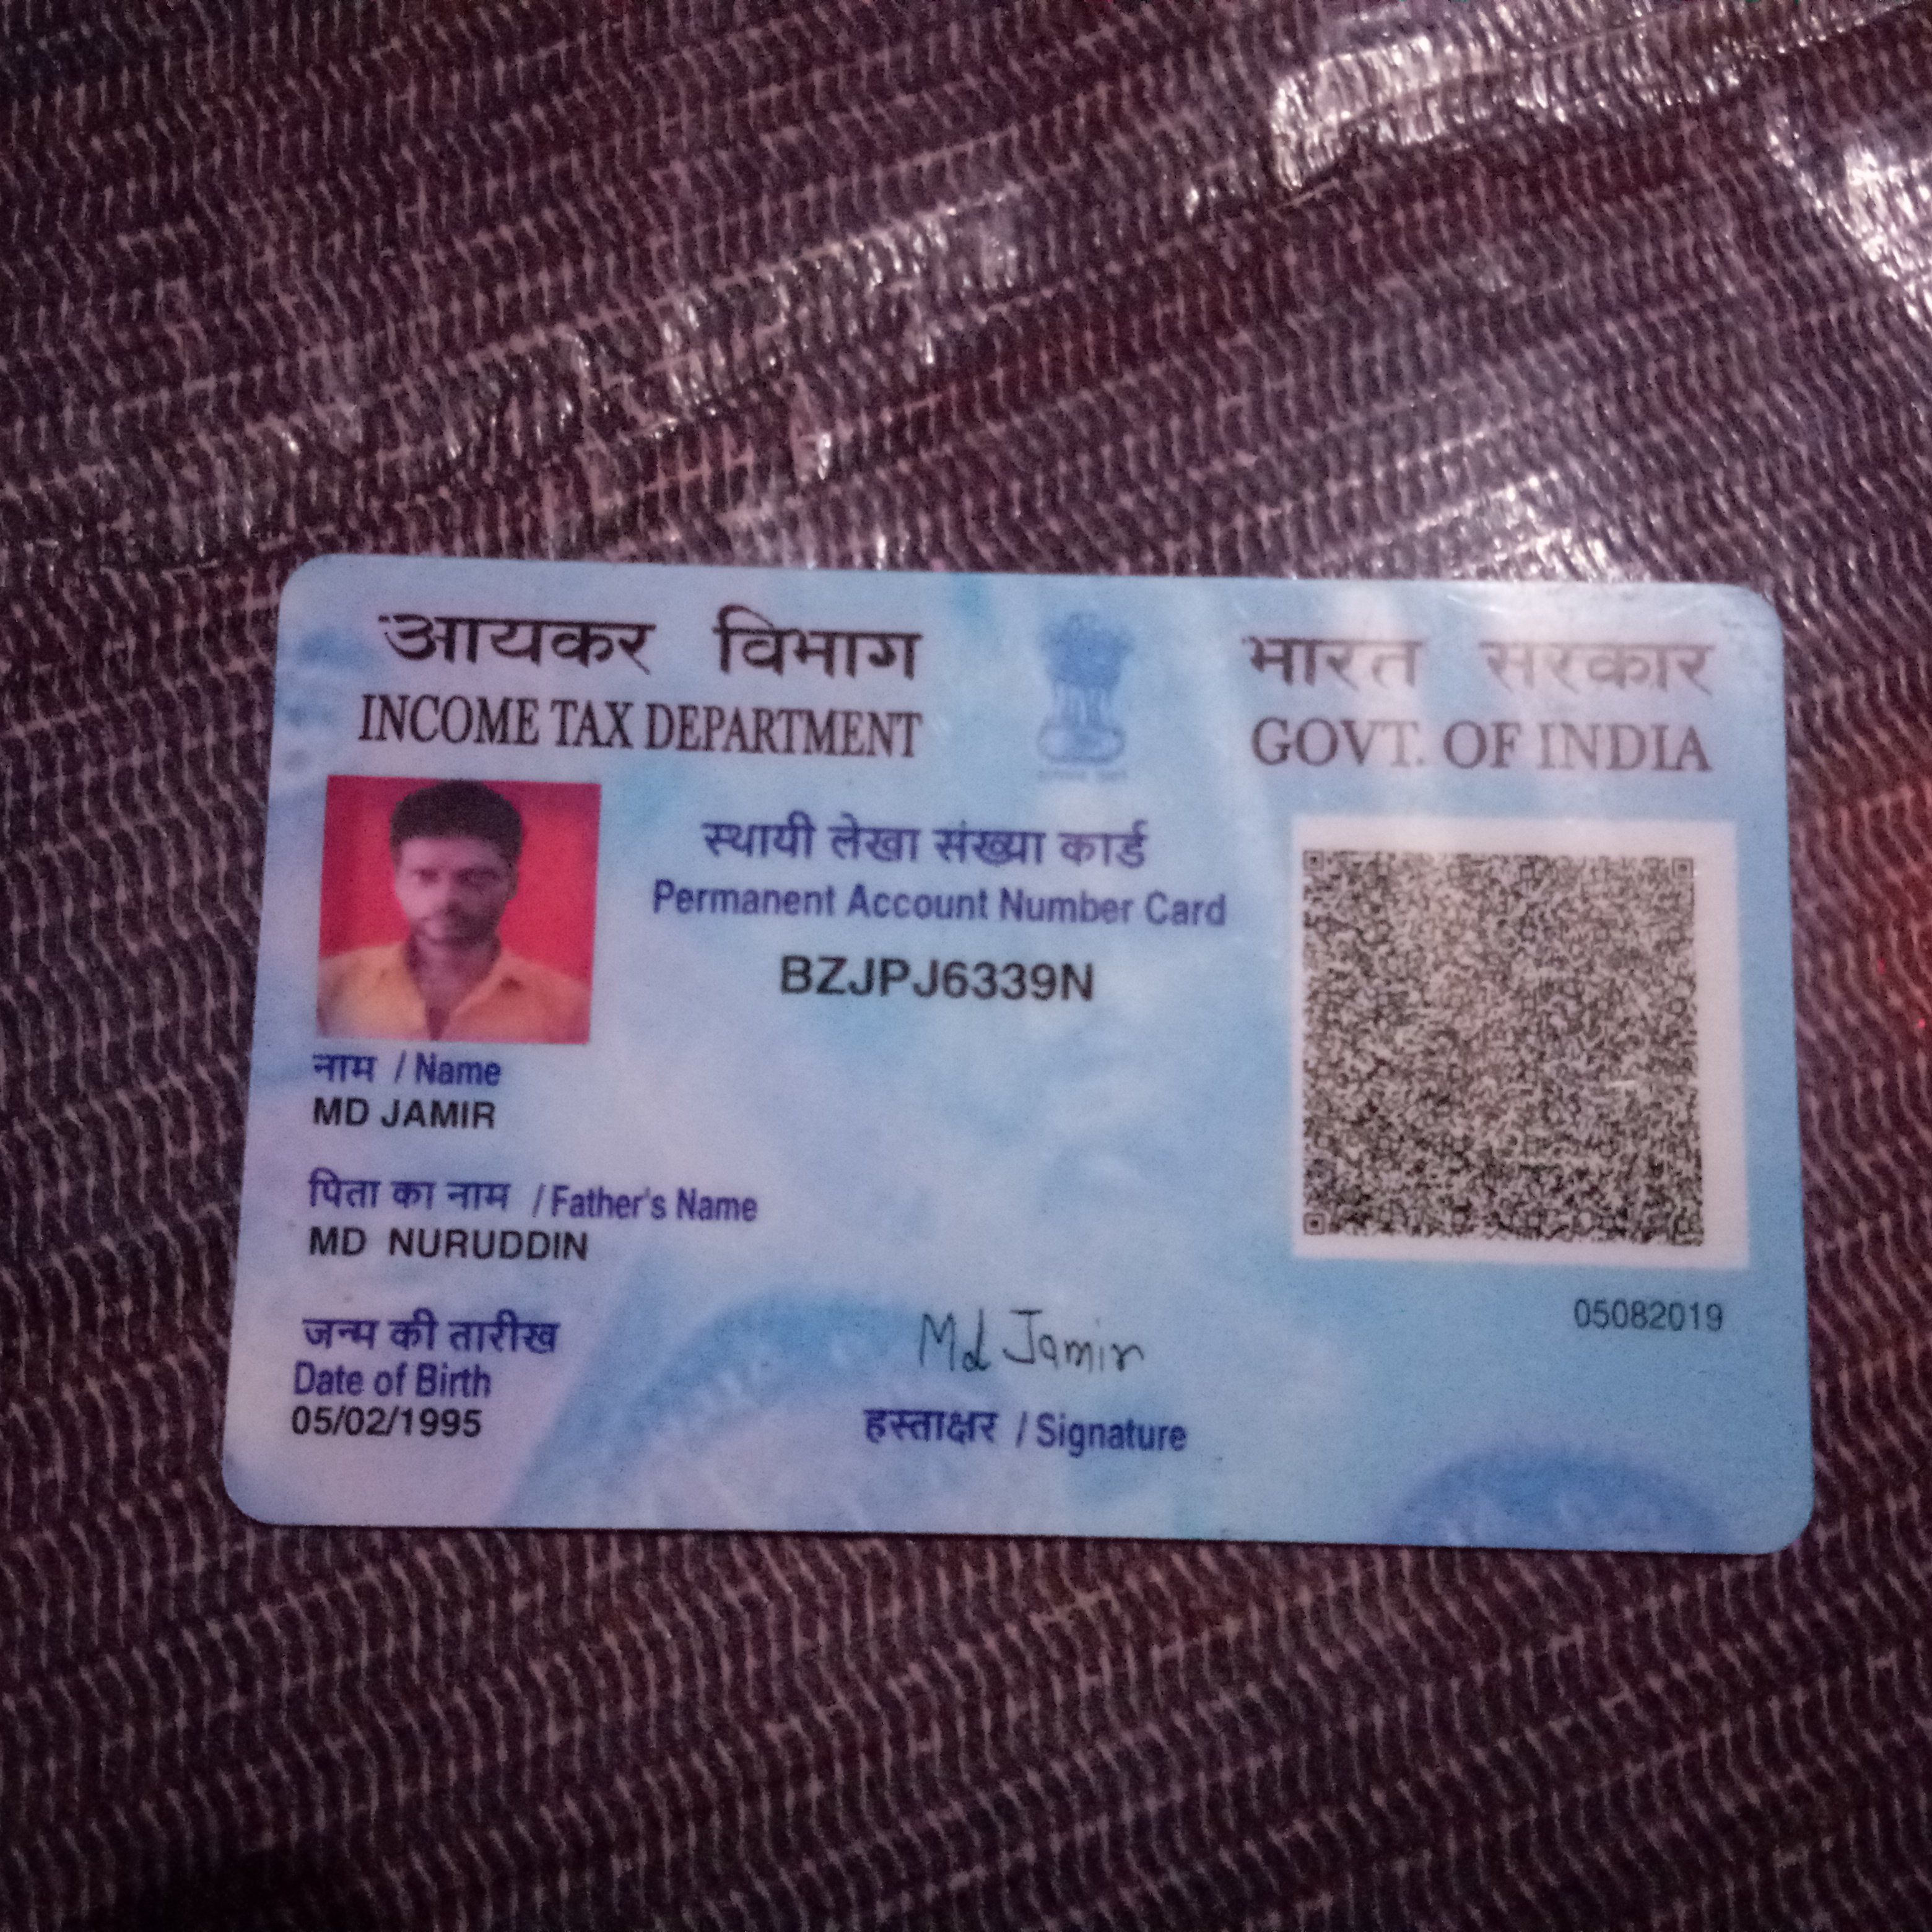 आयकर विभाग
INCOME TAX DEPARTMENT
भारत सरकार
GOVT. OF INDIA
स्थायी लेखा संख्या कार्ड
Permanent Account Number Card
BZJPJ6339N
नाम / Name
MD JAMIR
पिता का नाम / Father's Name
MD NURUDDIN
जन्म की तारीख
Date of Birth
05/02/1995
Md Jamir
हस्ताक्षर / Signature
05082019